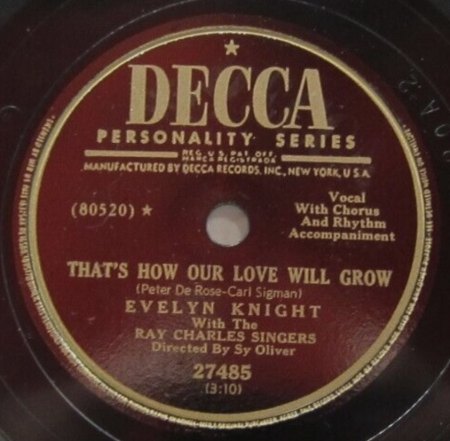 ★
DECCA
PERSONALITY SERIES
REG. U.S. PAT. OFF.
MARCA REGISTRADA
MANUFACTURED BY DECCA RECORDS, INC., NEW YORK, U.S.A.
(80520) ★
Vocal
With Chorus
And Rhythm
Accompaniment
THAT'S HOW OUR LOVE WILL GROW
(Peter De Rose-Carl Sigman)
EVELYN KNIGHT
With The
RAY CHARLES SINGERS
Directed By Sy Oliver
27485
(3:10)